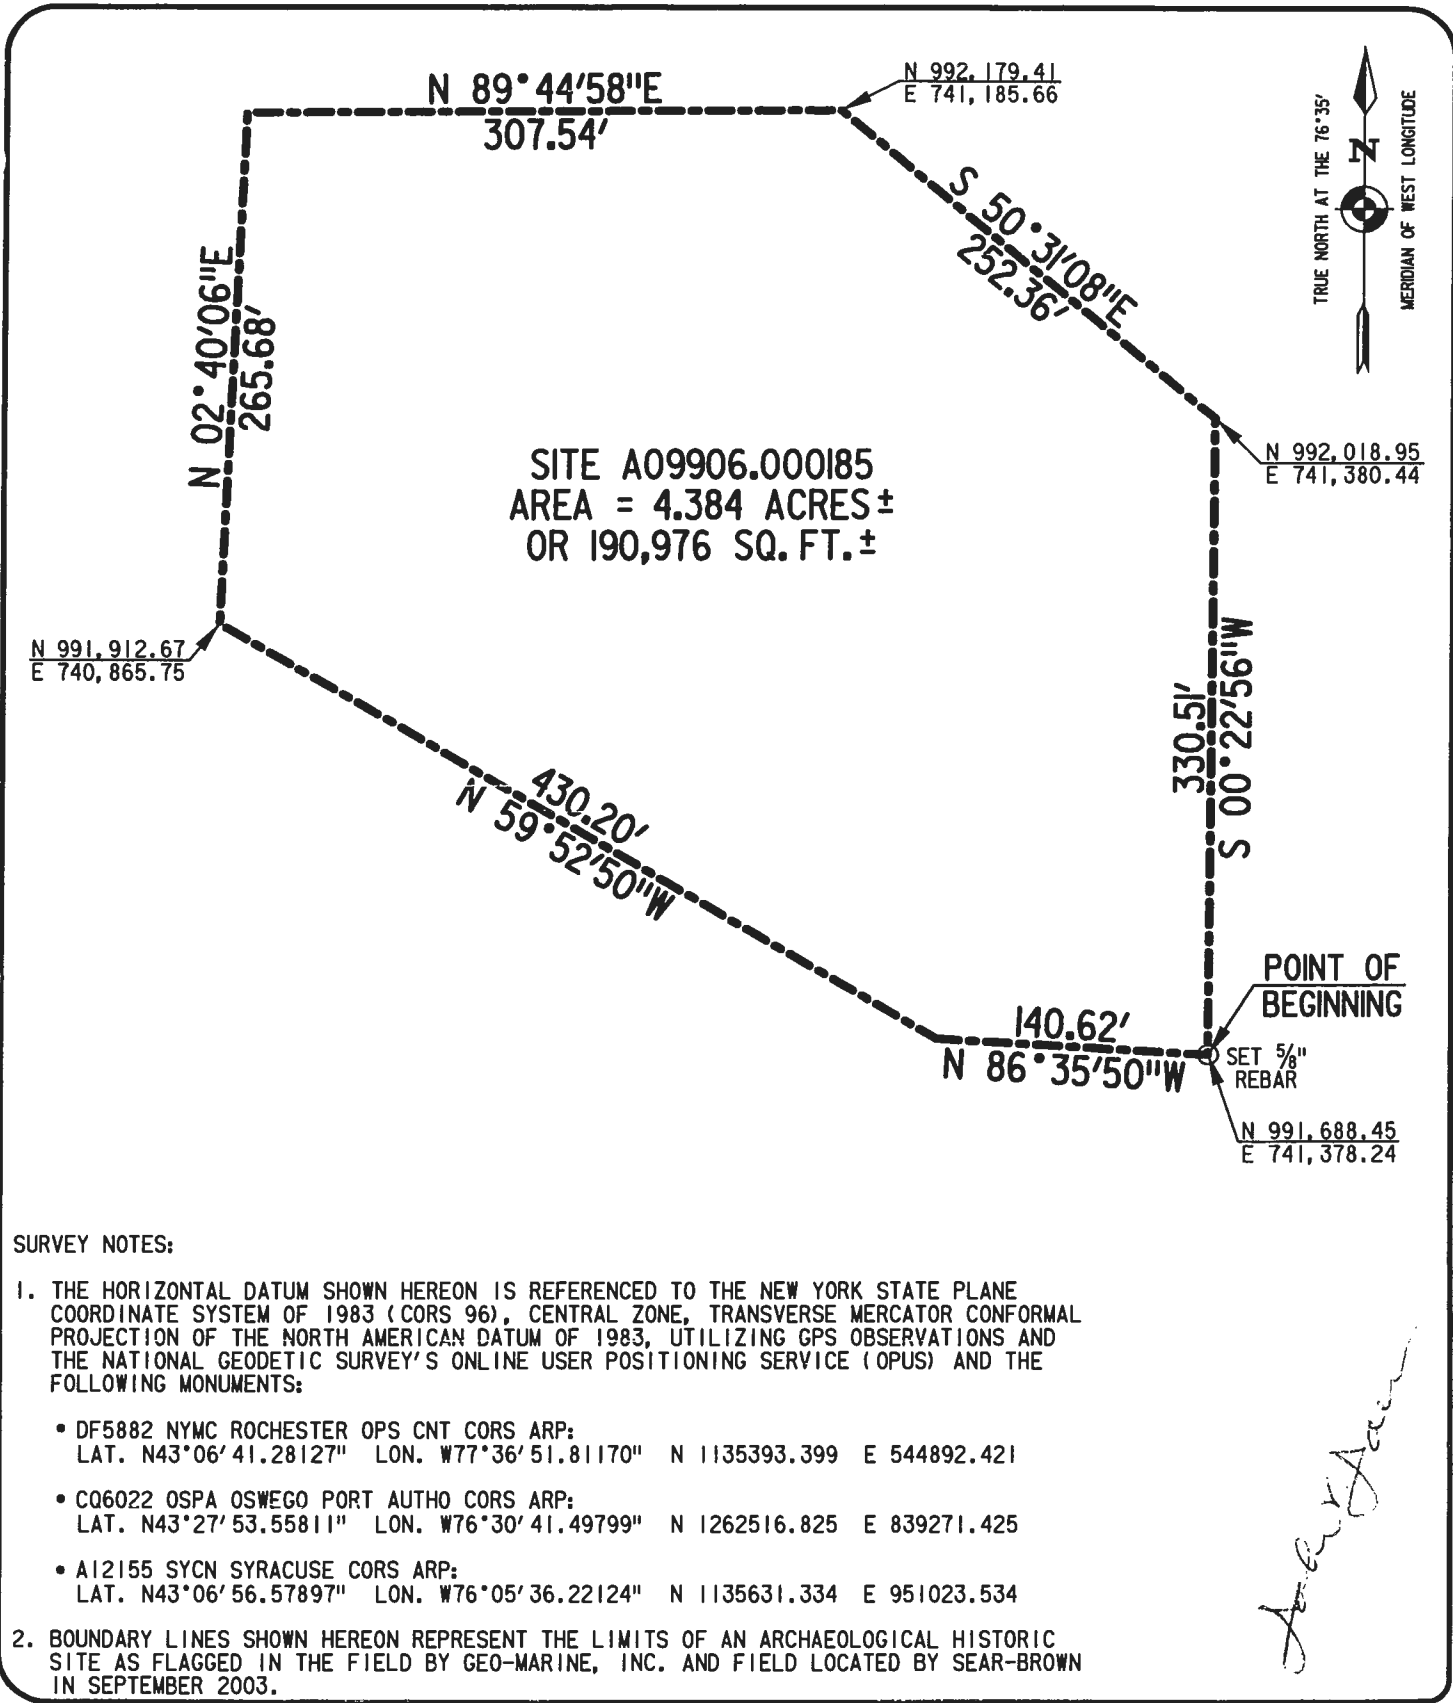 N 89°44'58"E
307.54'
N 992,179.41
E 741,185.66
TRUE NORTH AT THE 76°35'
N
MERIDIAN OF WEST LONGITUDE
S 50°31'08"E
252.36'
N 02°40'06"E
265.68'
N 992,018.95
E 741,380.44
SITE A09906.000185
AREA = 4.384 ACRES±
OR 190,976 SQ.FT.±
N 991,912.67
E 740,865.75
330.51'
S 00°22'56"W
430.20'
N 59°52'50"W
POINT OF
BEGINNING
140.62'
N 86°35'50"W
SET 5/8"
REBAR
N 991,688.45
E 741,378.24
SURVEY NOTES:
1. THE HORIZONTAL DATUM SHOWN HEREON IS REFERENCED TO THE NEW YORK STATE PLANE
COORDINATE SYSTEM OF 1983 (CORS 96), CENTRAL ZONE, TRANSVERSE MERCATOR CONFORMAL
PROJECTION OF THE NORTH AMERICAN DATUM OF 1983, UTILIZING GPS OBSERVATIONS AND
THE NATIONAL GEODETIC SURVEY'S ONLINE USER POSITIONING SERVICE (OPUS) AND THE
FOLLOWING MONUMENTS:
• DF5882 NYMC ROCHESTER OPS CNT CORS ARP:
LAT. N43°06'41.28127" LON. W77°36'51.81170" N 1135393.399 E 544892.421
• CQ6022 OSPA OSWEGO PORT AUTHO CORS ARP:
LAT. N43°27'53.55811" LON. W76°30'41.49799" N 1262516.825 E 839271.425
• AI2155 SYCN SYRACUSE CORS ARP:
LAT. N43°06'56.57897" LON. W76°05'36.22124" N 1135631.334 E 951023.534
2. BOUNDARY LINES SHOWN HEREON REPRESENT THE LIMITS OF AN ARCHAEOLOGICAL HISTORIC
SITE AS FLAGGED IN THE FIELD BY GEO-MARINE, INC. AND FIELD LOCATED BY SEAR-BROWN
IN SEPTEMBER 2003.